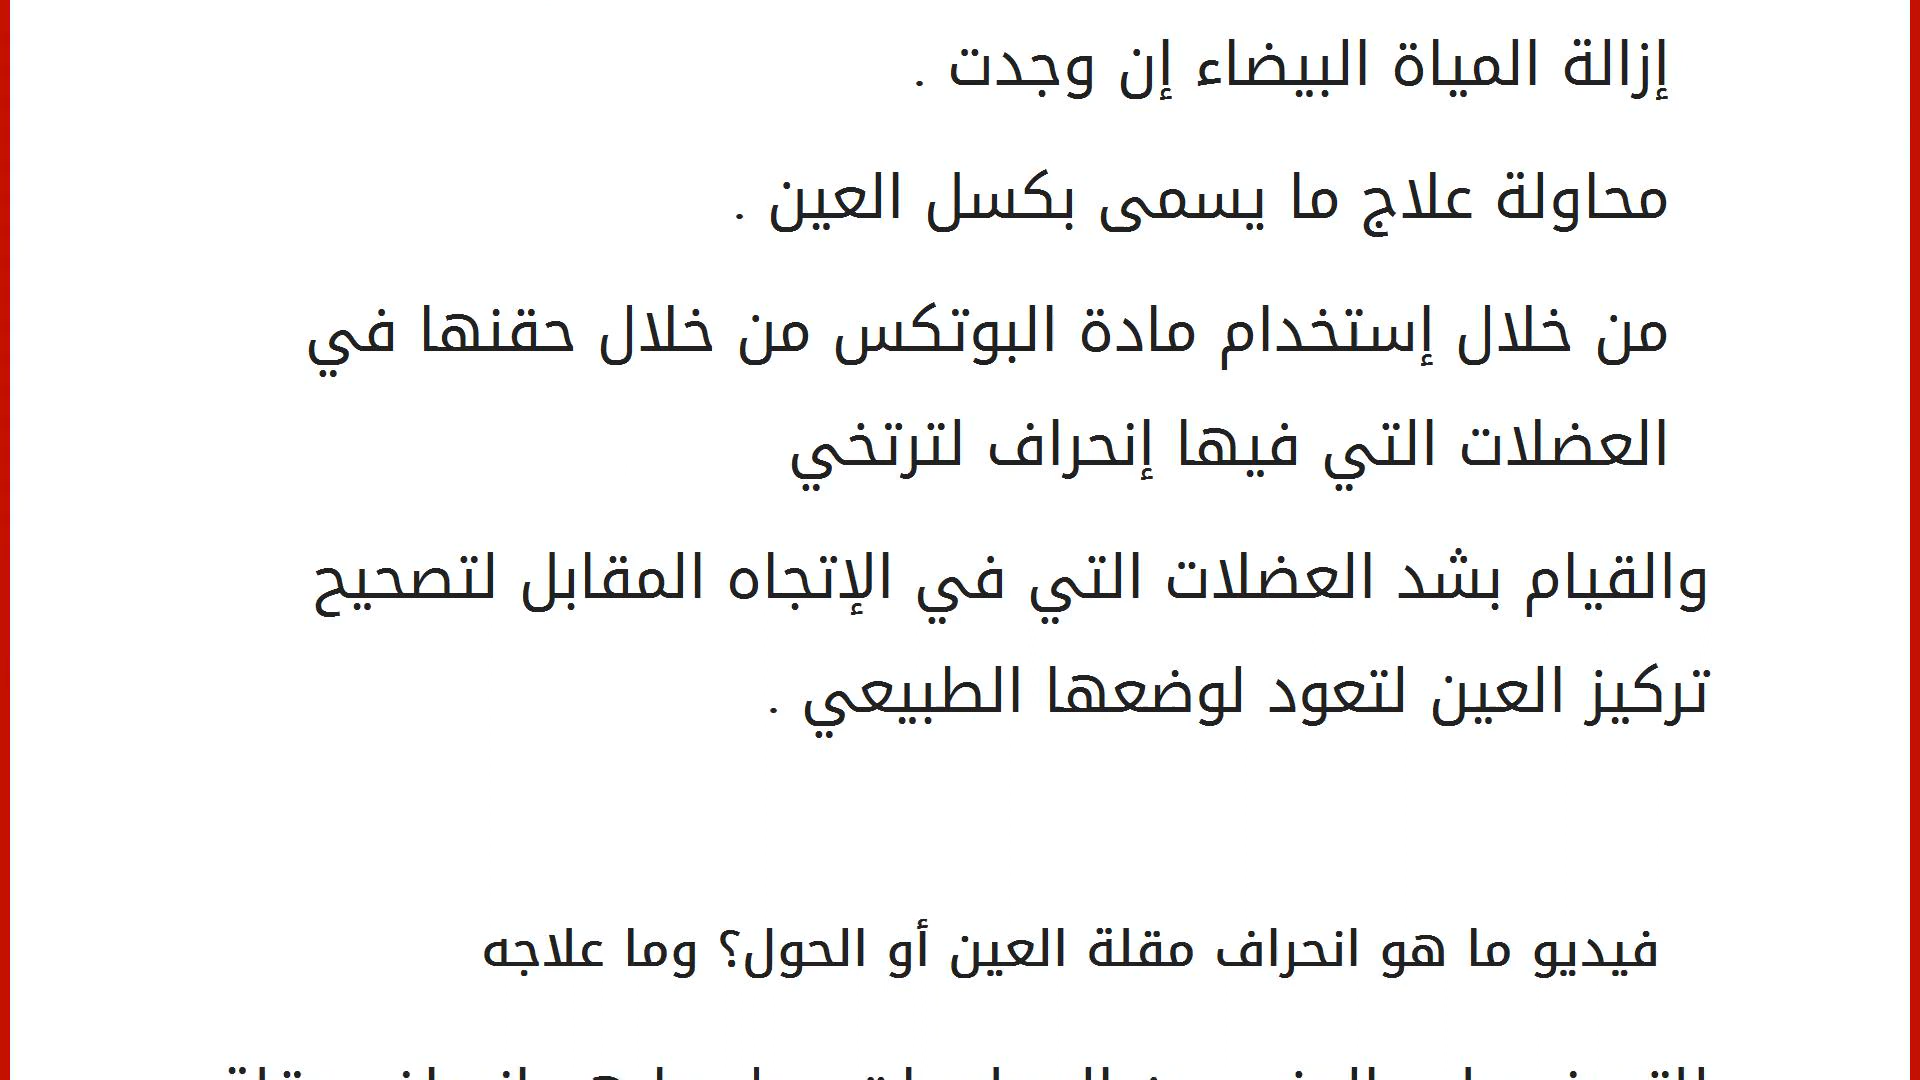 إزالة المياة البيضاء إن وجدت .
محاولة علاج ما يسمى بكسل العين .
من خلال إستخدام مادة البوتكس من خلال حقنها في
العضلات التي فيها إنحراف لترتخي
والقيام بشد العضلات التي في الإتجاه المقابل لتصحيح
تركيز العين لتعود لوضعها الطبيعي .
فيديو ما هو انحراف مقلة العين أو الحول؟ وما علاجه